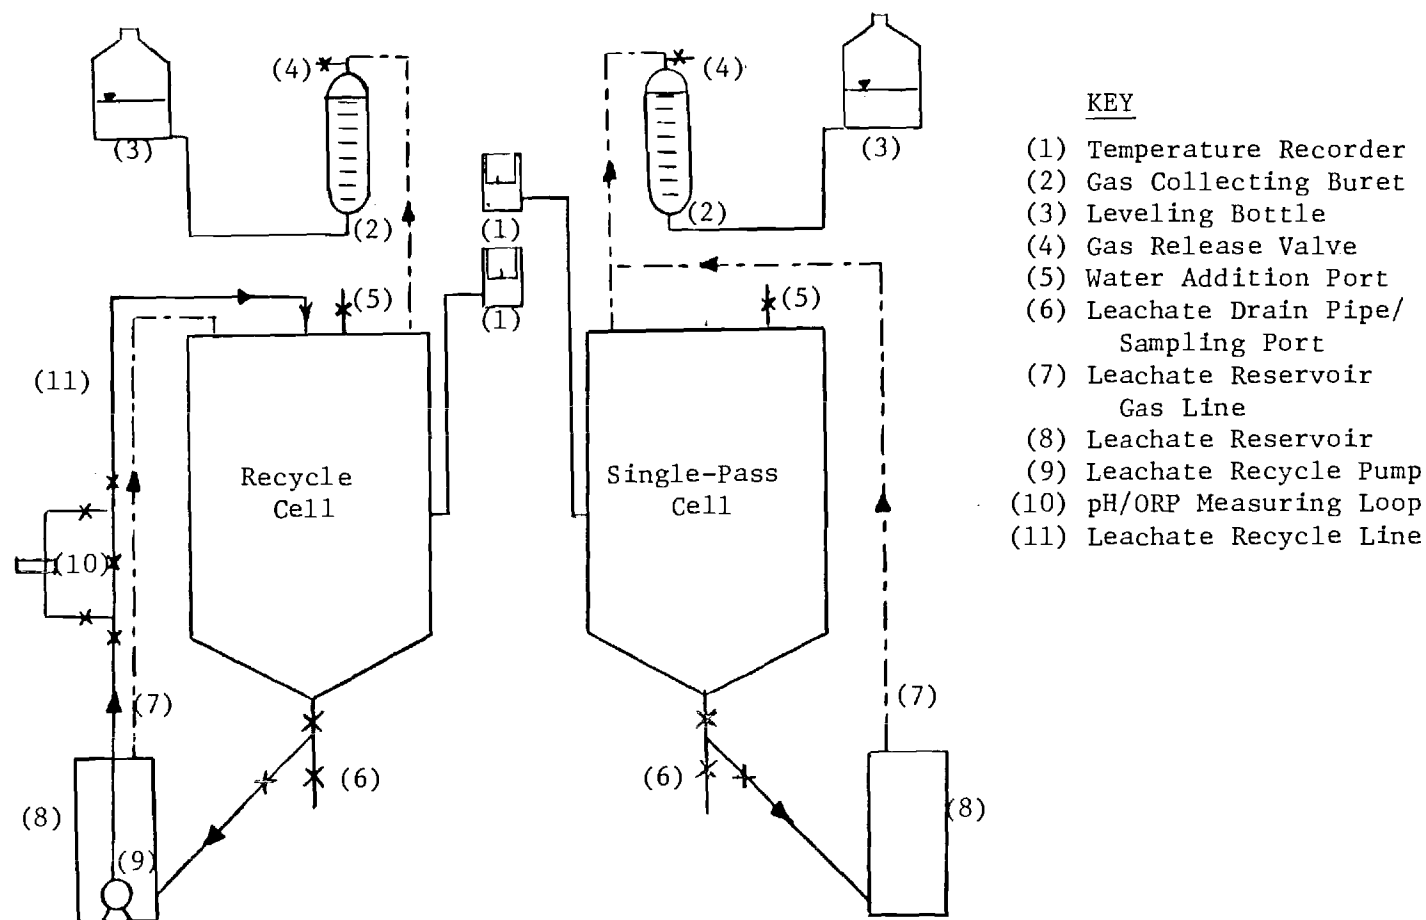 (4)
(4)
(3)
(3)
(2)
(2)
(1)
(1)
(5)
(5)
(11)
Recycle
Cell
Single-Pass
Cell
(10)
(7)
(7)
(6)
(6)
(8)
(8)
(9)
KEY
(1) Temperature Recorder
(2) Gas Collecting Buret
(3) Leveling Bottle
(4) Gas Release Valve
(5) Water Addition Port
(6) Leachate Drain Pipe/
Sampling Port
(7) Leachate Reservoir
Gas Line
(8) Leachate Reservoir
(9) Leachate Recycle Pump
(10) pH/ORP Measuring Loop
(11) Leachate Recycle Line